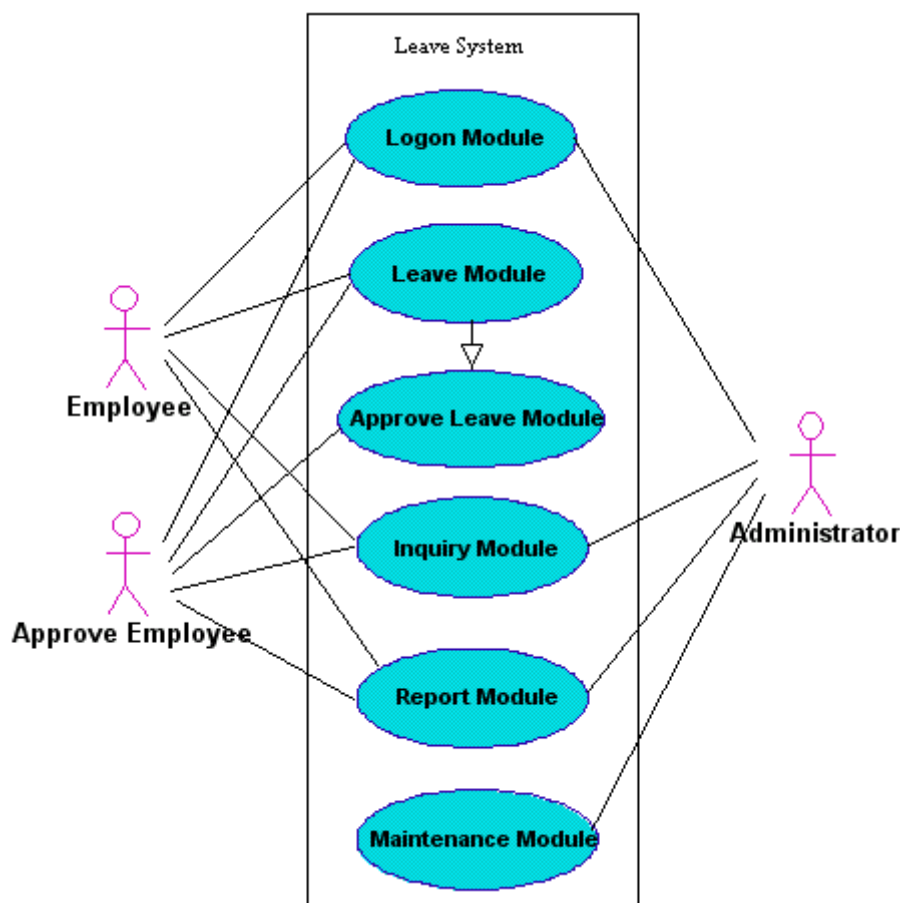 Leave System
Logon Module
Leave Module
Employee
Approve Leave Module
Administrator
Inquiry Module
Approve Employee
Report Module
Maintenance Module